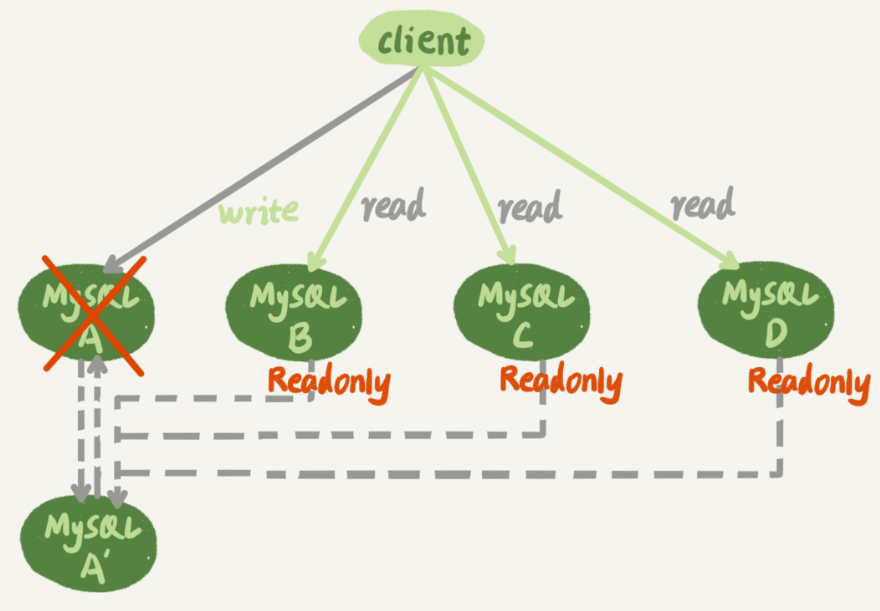 client
write
read
read
read
MySQL
A
MySQL
B
MySQL
C
MySQL
D
Readonly
Readonly
Readonly
MySQL
A'